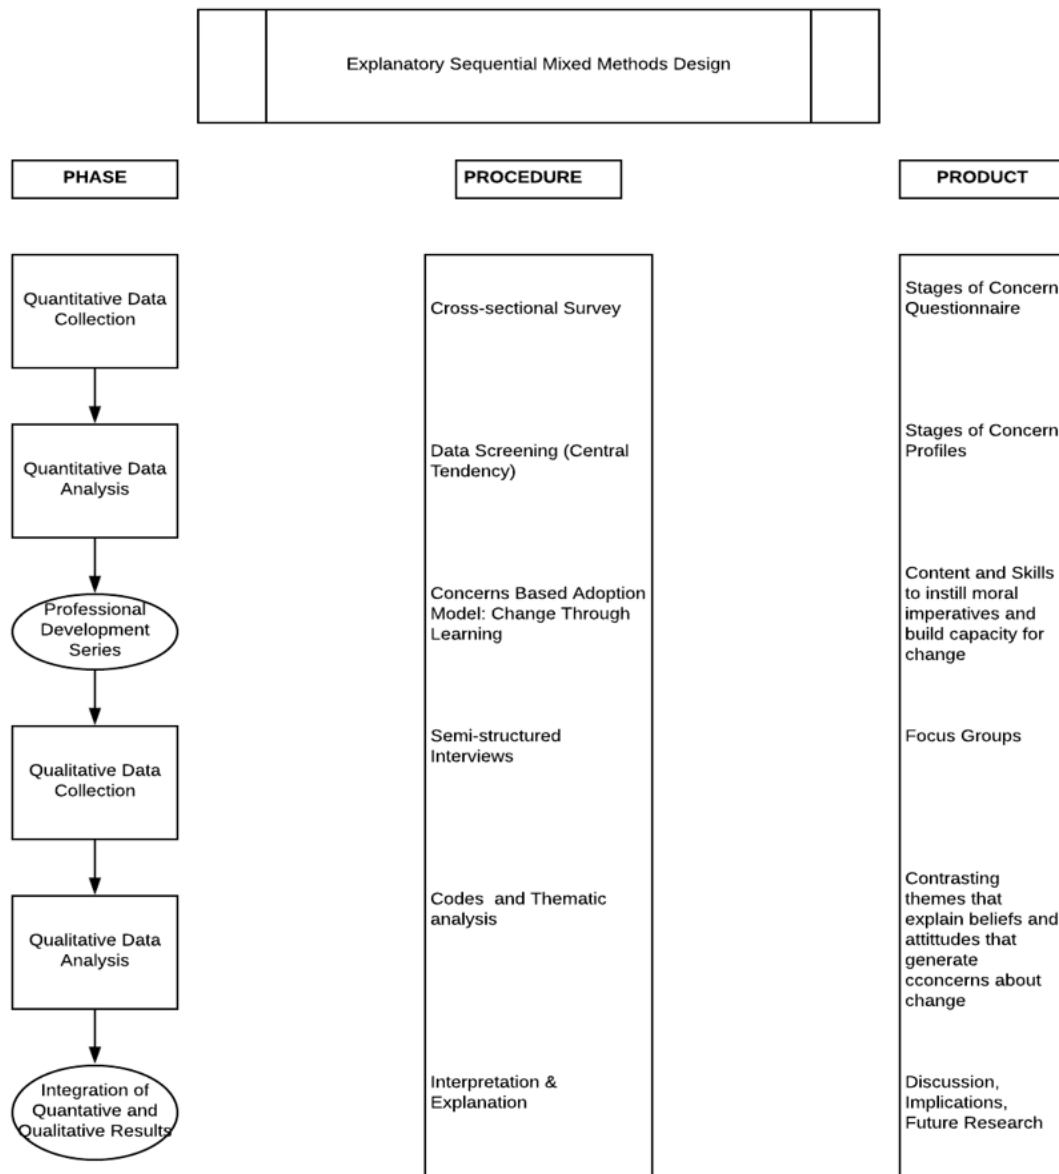 Explanatory Sequential Mixed Methods Design
PHASE
PROCEDURE
PRODUCT
Quantitative Data
Collection
Cross-sectional Survey
Stages of Concern
Questionnaire
Quantitative Data
Analysis
Data Screening (Central
Tendency)
Stages of Concern
Profiles
Professional
Development
Series
Concerns Based Adoption
Model: Change Through
Learning
Content and Skills
to instill moral
imperatives and
build capacity for
change
Qualitative Data
Collection
Semi-structured
Interviews
Focus Groups
Qualitative Data
Analysis
Codes  and Thematic
analysis
Contrasting
themes that
explain beliefs and
attittudes that
generate
cconcerns about
change
Integration of
Quantative and
Qualitative Results
Interpretation &
Explanation
Discussion,
Implications,
Future Research